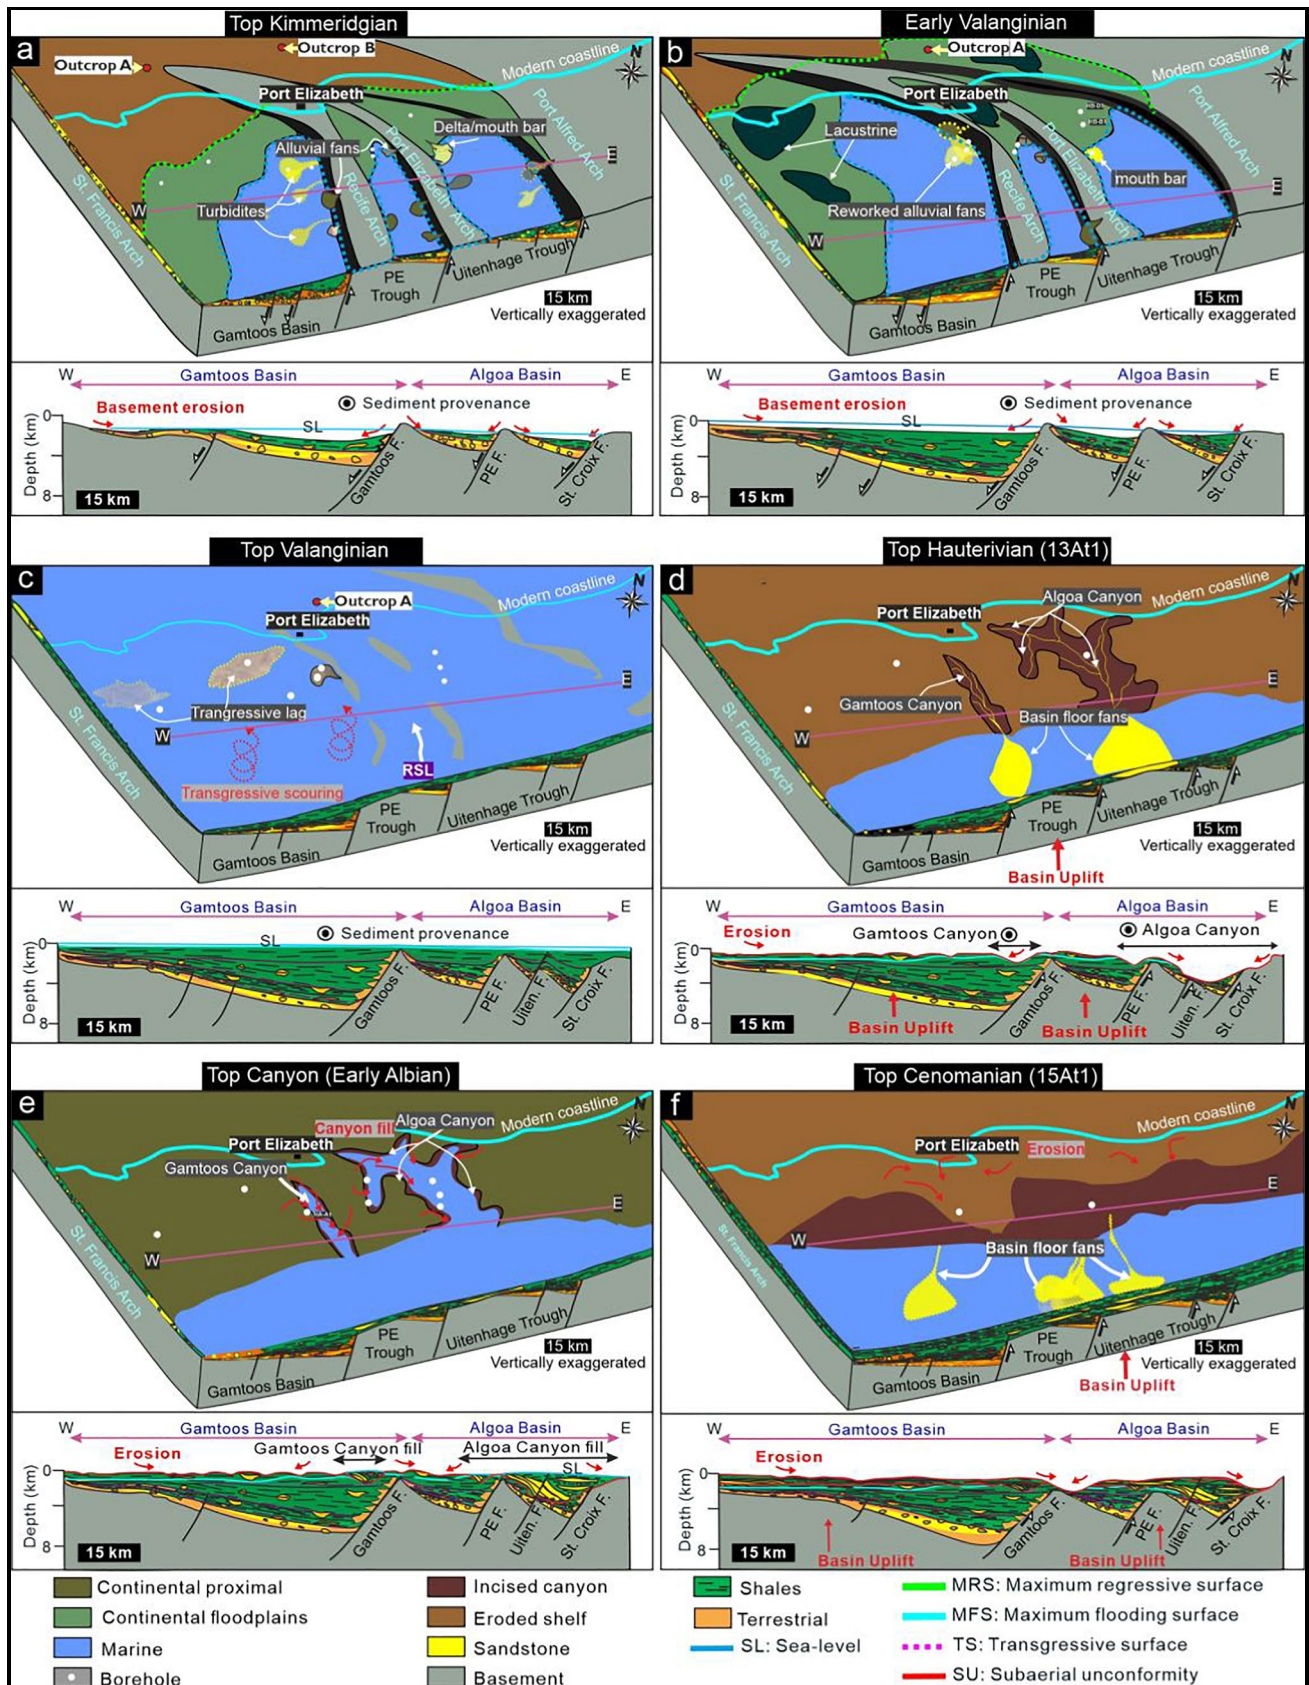 Top Kimmeridgian
a
Outcrop B
Outcrop A
N
Modern coastline
Port Elizabeth
Port Alfred Arch
Delta/mouth bar
Alluvial fans
E
Port Elizabeth Arch
Recife Arch
St. Francis Arch
W
Turbidites
Uitenhage Trough
PE
Trough
15 km
Vertically exaggerated
Gamtoos Basin
W
Gamtoos Basin
Algoa Basin
E
Basement erosion
Sediment provenance
SL
0
Depth (km)
8
15 km
Gamtoos F.
PE F.
St. Croix F.
Early Valanginian
b
Outcrop A
N
Modern coastline
Port Elizabeth
Port Alfred Arch
Lacustrine
Port Elizabeth Arch
mouth bar
E
Recife Arch
Reworked alluvial fans
St. Francis Arch
W
Uitenhage Trough
PE
Trough
15 km
Vertically exaggerated
Gamtoos Basin
W
Gamtoos Basin
Algoa Basin
E
Basement erosion
Sediment provenance
SL
0
Depth (km)
8
15 km
Gamtoos F.
PE F.
St. Croix F.
Top Valanginian
c
N
Outcrop A
Modern coastline
Port Elizabeth
E
Trangressive lag
St. Francis Arch
W
RSL
Transgressive scouring
PE
Trough
Uitenhage Trough
15 km
Vertically exaggerated
Gamtoos Basin
W
Gamtoos Basin
Algoa Basin
E
Sediment provenance
SL
0
Depth (km)
8
15 km
Gamtoos F.
PE F.
Uiten. F.
St. Croix F.
Top Hauterivian (13At1)
d
N
Algoa Canyon
Modern coastline
Port Elizabeth
E
Gamtoos Canyon
Basin floor fans
St. Francis Arch
W
PE
Trough
Uitenhage Trough
15 km
Vertically exaggerated
Gamtoos Basin
Basin Uplift
W
Gamtoos Basin
Algoa Basin
E
Erosion
Gamtoos Canyon
Algoa Canyon
0
Depth (km)
8
15 km
Basin Uplift
Gamtoos F.
Basin Uplift
PE F.
Uiten. F.
St. Croix F.
Top Canyon (Early Albian)
e
N
Canyon fill
Algoa Canyon
Modern coastline
Port Elizabeth
Gamtoos Canyon
E
St. Francis Arch
W
PE
Trough
Uitenhage Trough
15 km
Vertically exaggerated
Gamtoos Basin
W
Gamtoos Basin
Algoa Basin
E
Erosion
Gamtoos Canyon fill
Algoa Canyon fill
SL
0
Depth (km)
8
15 km
Gamtoos F.
PE F.
Uiten. F.
St. Croix F.
Top Cenomanian (15At1)
f
N
Modern coastline
Port Elizabeth
Erosion
E
St. Francis Arch
W
Basin floor fans
PE
Trough
Uitenhage Trough
15 km
Vertically exaggerated
Gamtoos Basin
Basin Uplift
W
Gamtoos Basin
Algoa Basin
E
Erosion
0
Depth (km)
8
15 km
Basin Uplift
Gamtoos F.
Basin Uplift
PE F.
Uiten. F.
St. Croix F.
Continental proximal
Continental floodplains
Marine
Borehole
Incised canyon
Eroded shelf
Sandstone
Basement
Shales
Terrestrial
SL: Sea-level
MRS: Maximum regressive surface
MFS: Maximum flooding surface
TS: Transgressive surface
SU: Subaerial unconformity